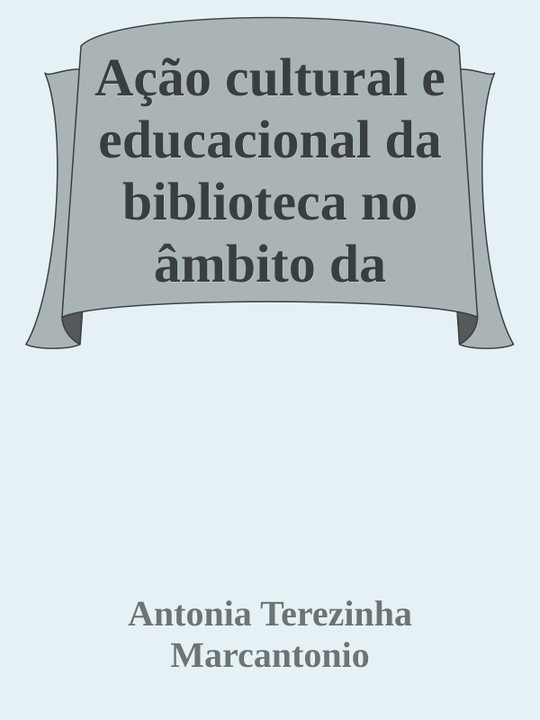 Ação cultural e
educacional da
biblioteca no
âmbito da
Antonia Terezinha
Marcantonio